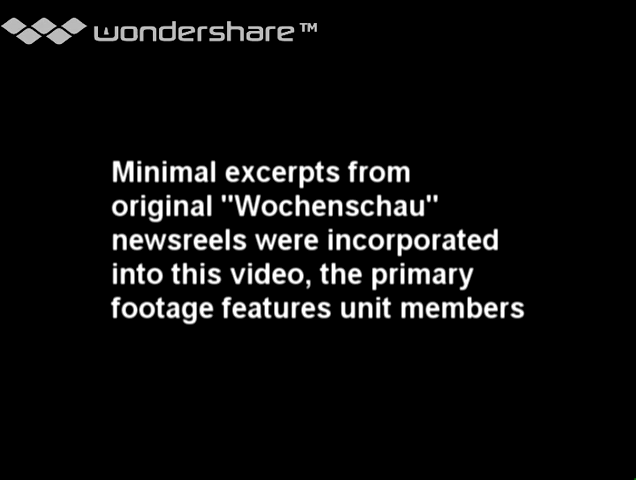 wondershare™
Minimal excerpts from
original "Wochenschau"
newsreels were incorporated
into this video, the primary
footage features unit members